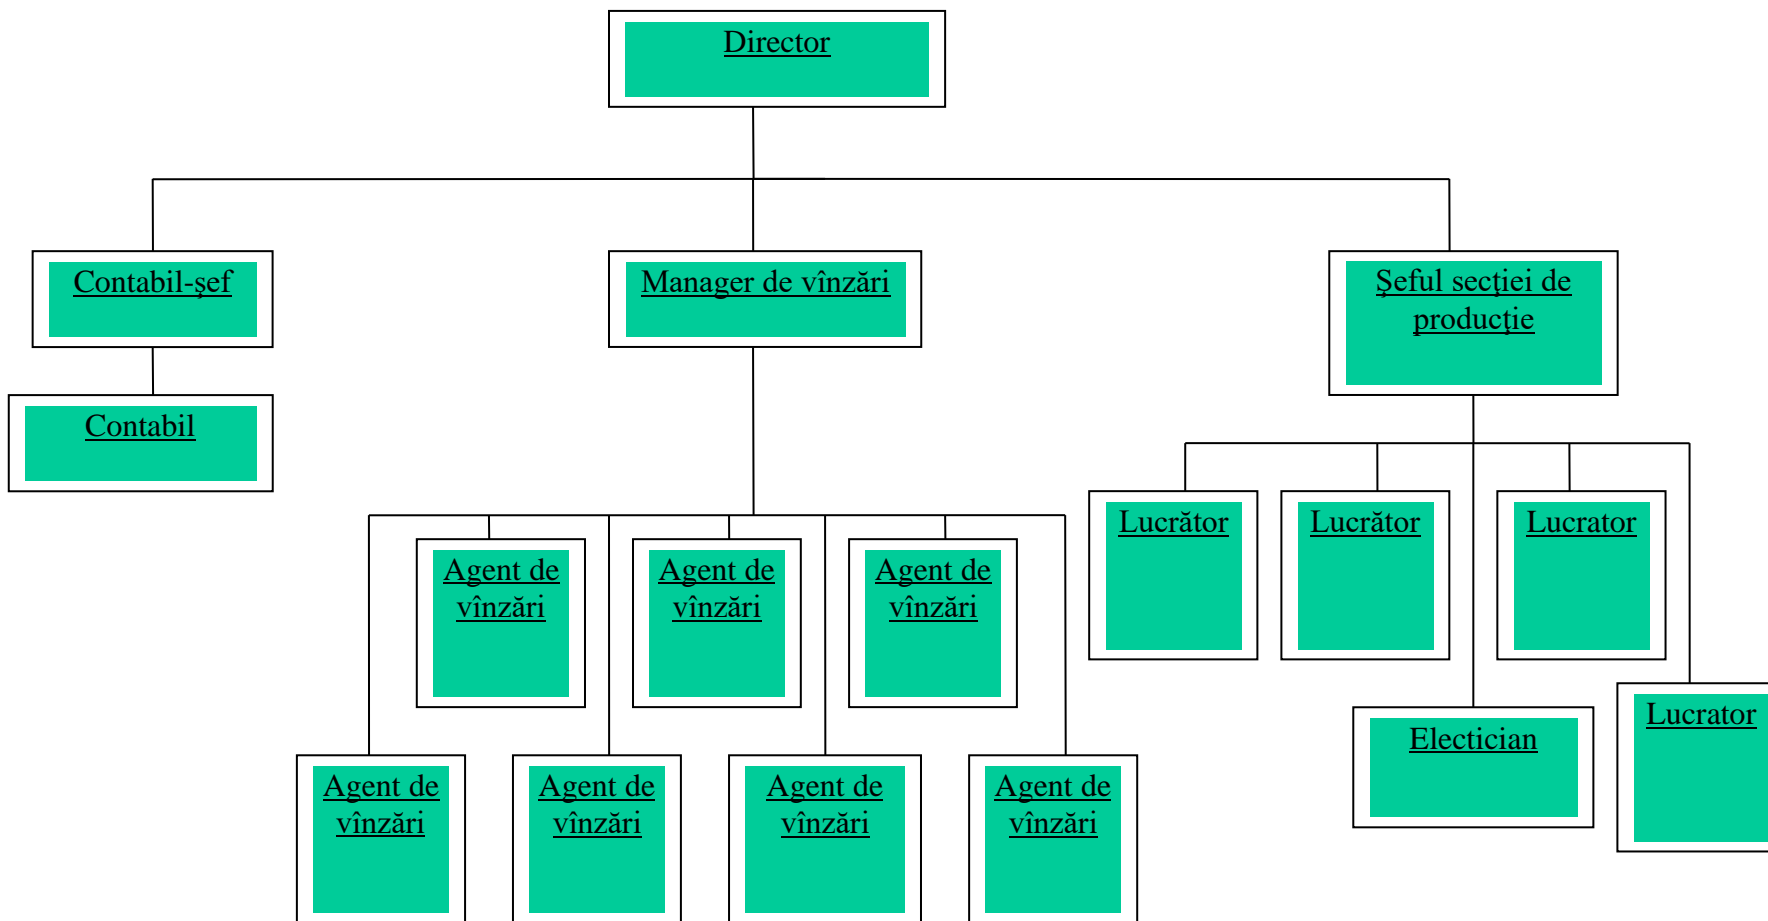 Director
Contabil-şef
Manager de vînzări
Şeful secţiei de
producţie
Contabil
Lucrător
Lucrător
Lucrator
Agent de
vînzări
Agent de
vînzări
Agent de
vînzări
Lucrator
Electician
Agent de
vînzări
Agent de
vînzări
Agent de
vînzări
Agent de
vînzări